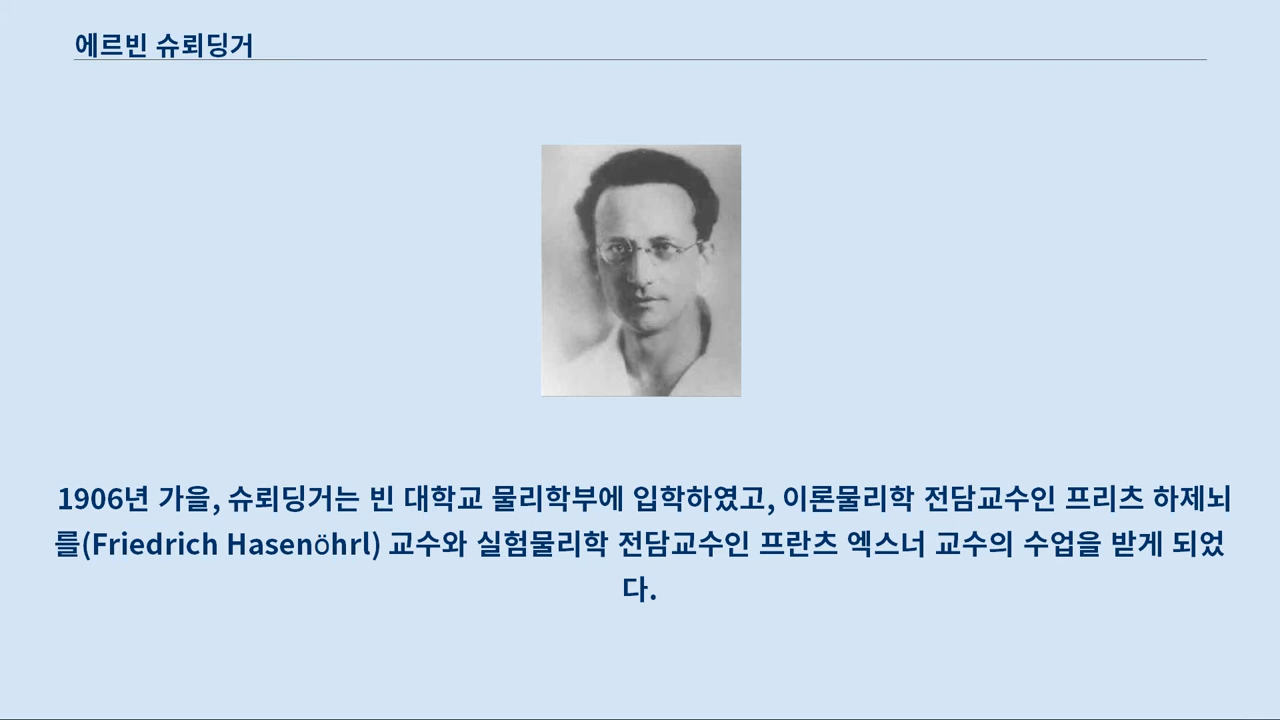 에르빈 슈뢰딩거
1906년 가을, 슈뢰딩거는 빈 대학교 물리학부에 입학하였고, 이론물리학 전담교수인 프리츠 하제뇌
를(Friedrich Hasenöhrl) 교수와 실험물리학 전담교수인 프란츠 엑스너 교수의 수업을 받게 되었
다.